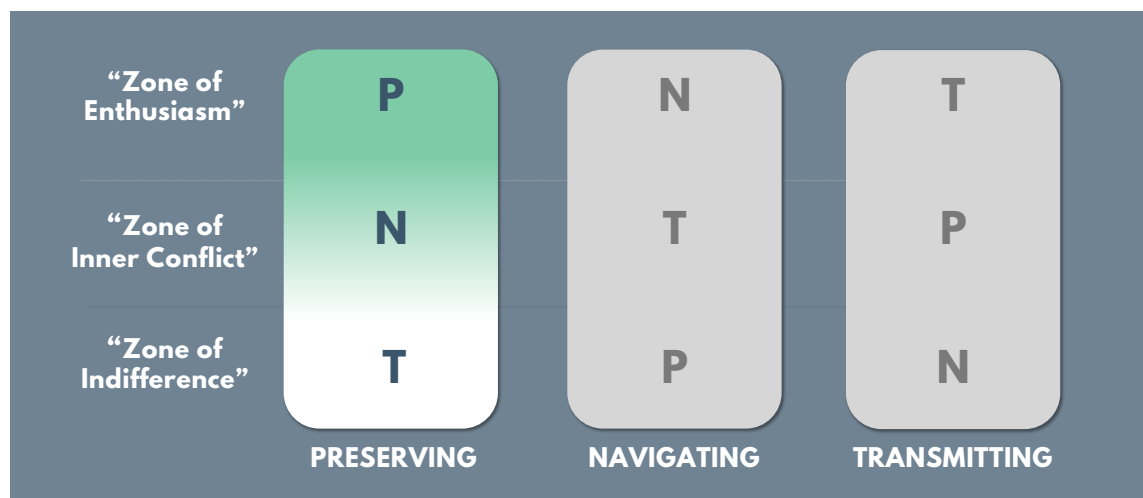 “Zone of
Enthusiasm”
P
N
T
“Zone of
Inner Conflict”
N
T
P
“Zone of
Indifference”
T
P
N
PRESERVING
NAVIGATING
TRANSMITTING